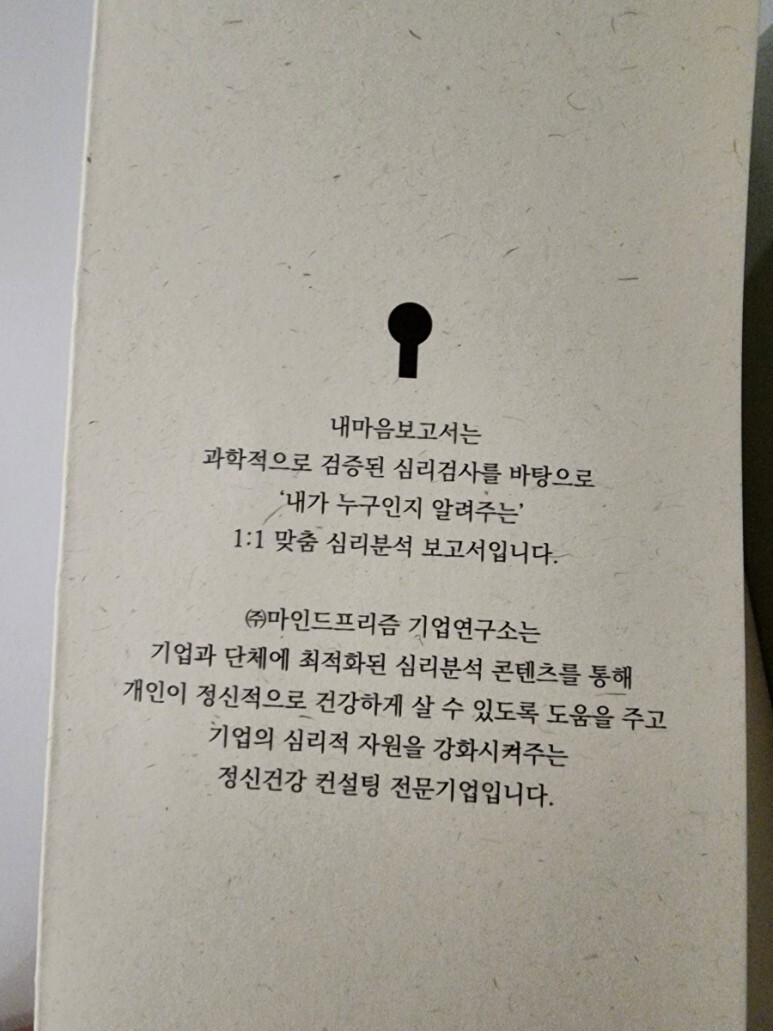 내마음보고서는
과학적으로 검증된 심리검사를 바탕으로
'내가 누구인지 알려주는'
1:1 맞춤 심리분석 보고서입니다.
㈜마인드프리즘 기업연구소는
기업과 단체에 최적화된 심리분석 콘텐츠를 통해
개인이 정신적으로 건강하게 살 수 있도록 도움을 주고
기업의 심리적 자원을 강화시켜주는
정신건강 컨설팅 전문기업입니다.